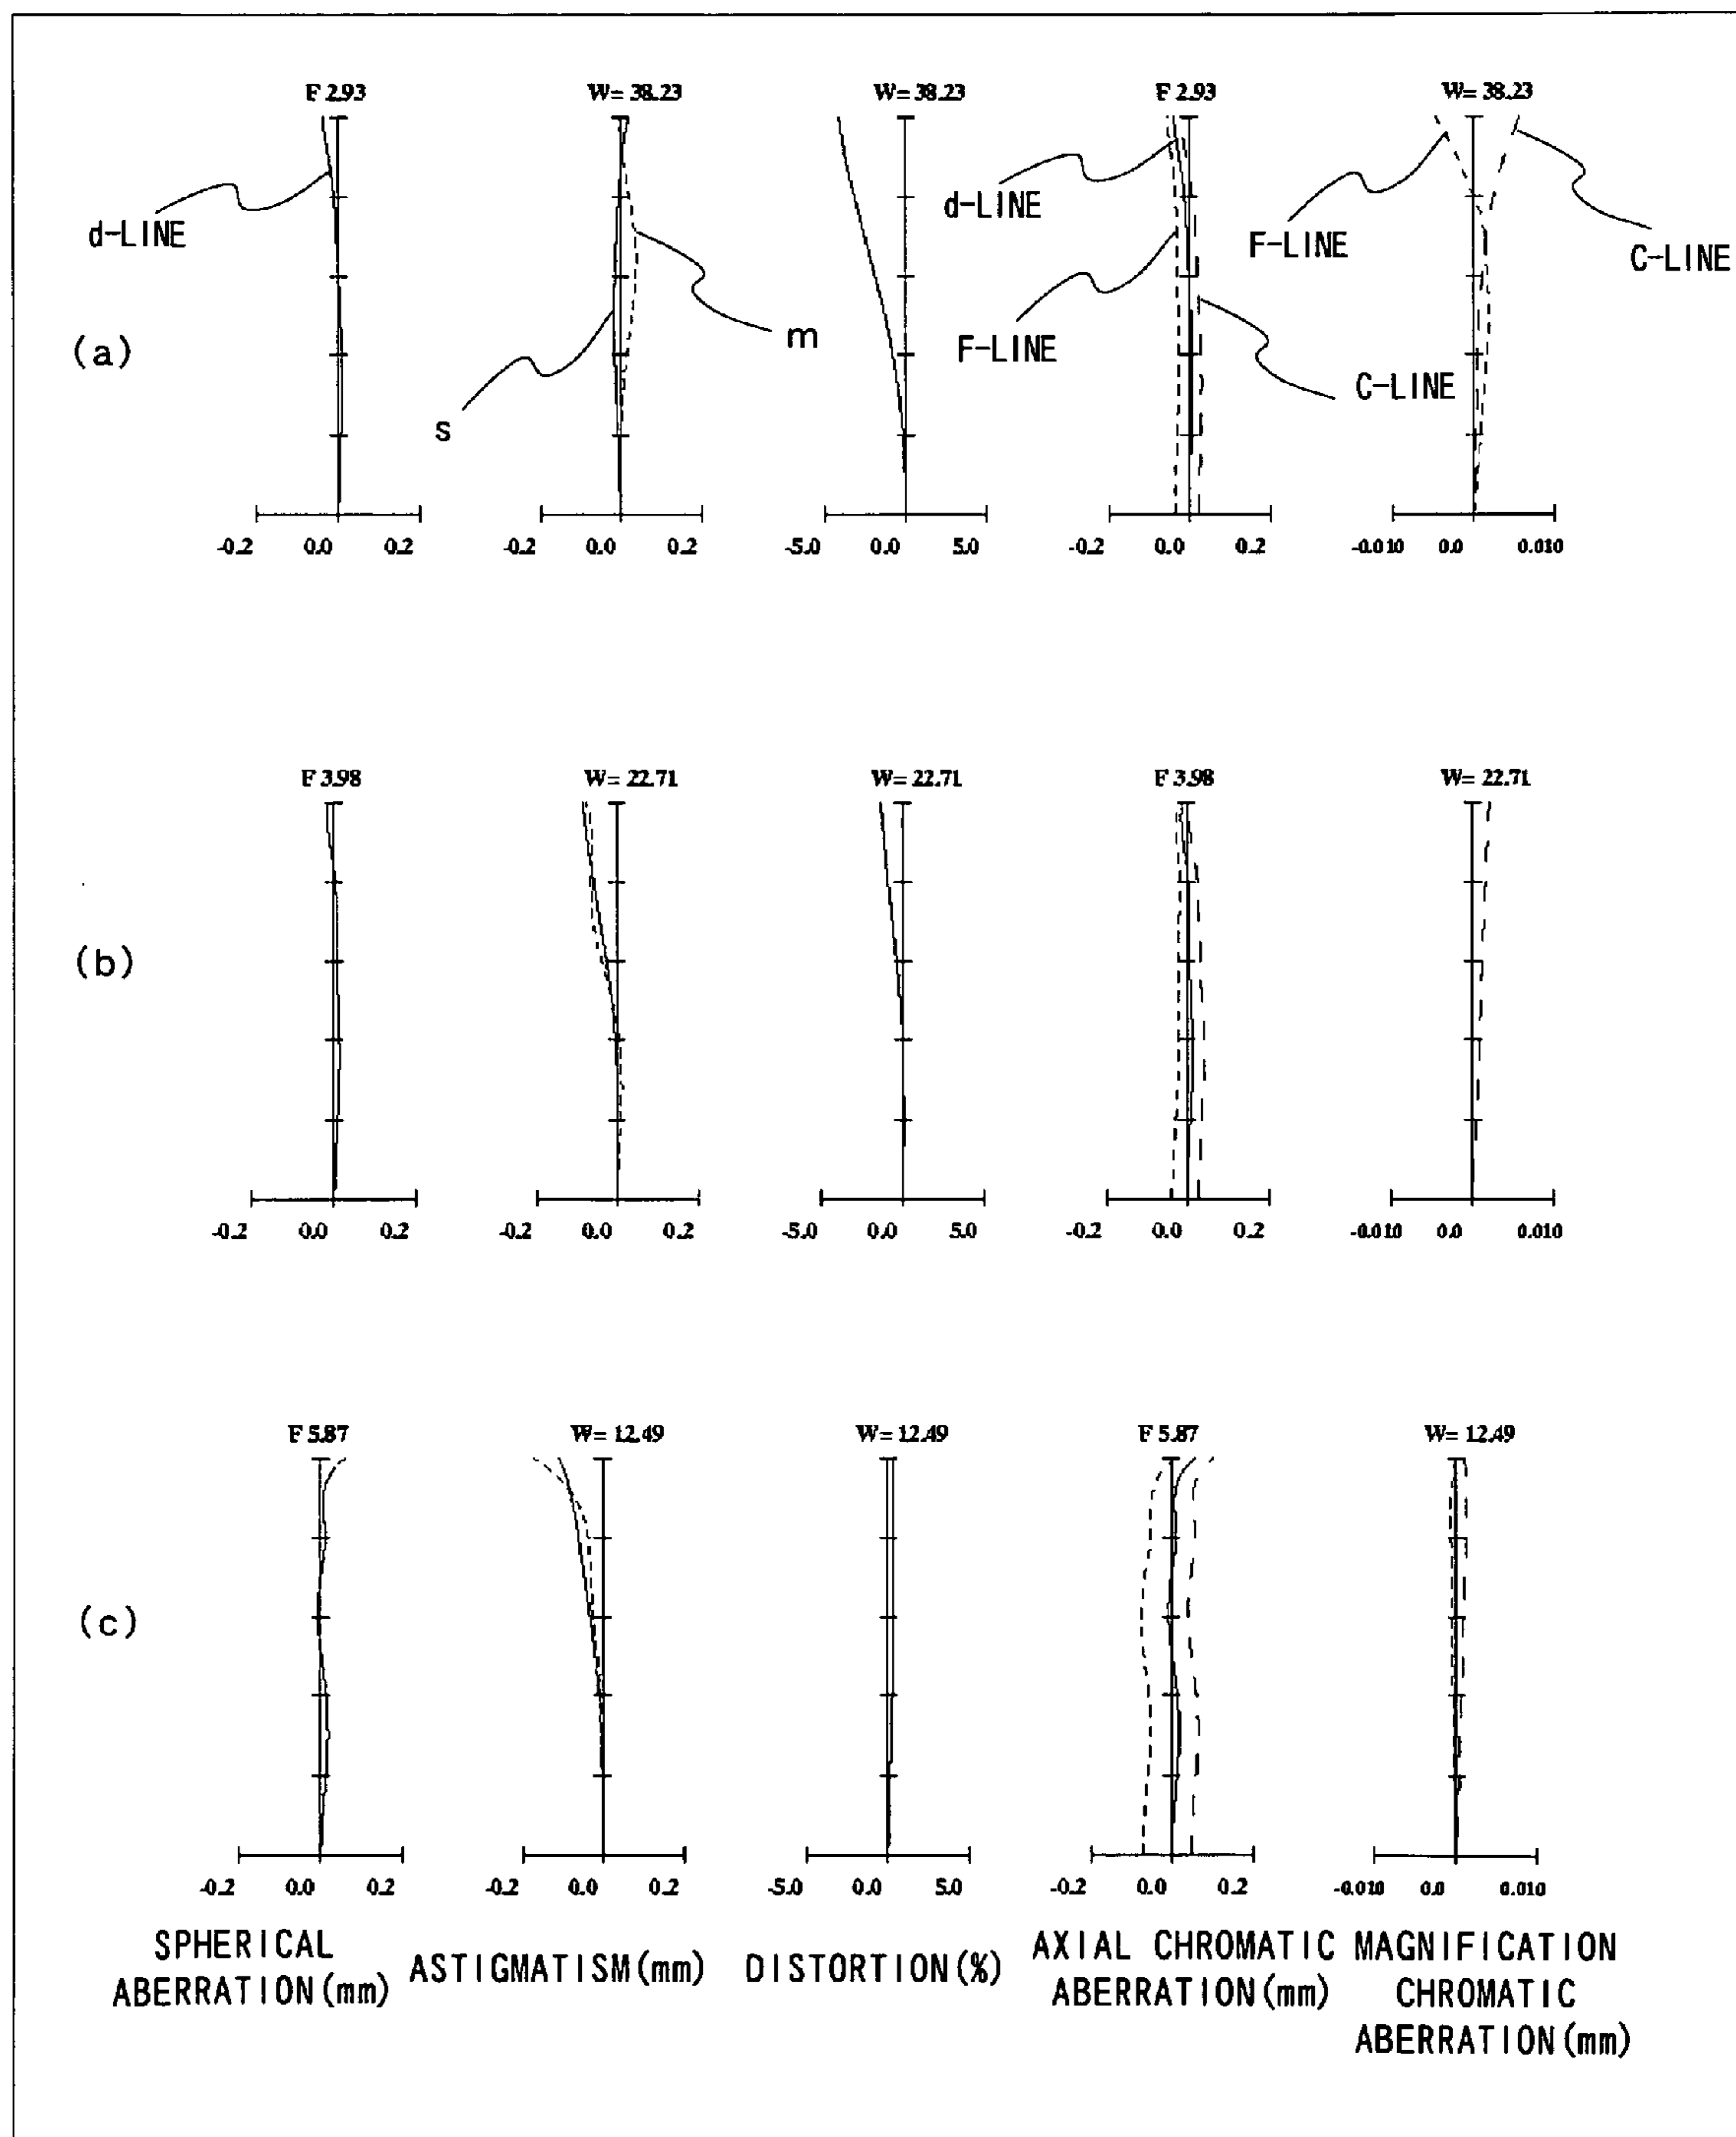 F 2.93
W= 38.23
W= 38.23
F 2.93
W= 38.23
d-LINE
m
s
d-LINE
F-LINE
C-LINE
F-LINE
C-LINE
(a)
-0.2 0.0 0.2
-0.2 0.0 0.2
-5.0 0.0 5.0
-0.2 0.0 0.2
-0.010 0.0 0.010
F 3.98
W= 22.71
W= 22.71
F 3.98
W= 22.71
(b)
-0.2 0.0 0.2
-0.2 0.0 0.2
-5.0 0.0 5.0
-0.2 0.0 0.2
-0.010 0.0 0.010
F 5.87
W= 12.49
W= 12.49
F 5.87
W= 12.49
(c)
-0.2 0.0 0.2
-0.2 0.0 0.2
-5.0 0.0 5.0
-0.2 0.0 0.2
-0.010 0.0 0.010
SPHERICAL
ABERRATION(mm)
ASTIGMATISM(mm)
DISTORTION(%)
AXIAL CHROMATIC
ABERRATION(mm)
MAGNIFICATION
CHROMATIC
ABERRATION(mm)